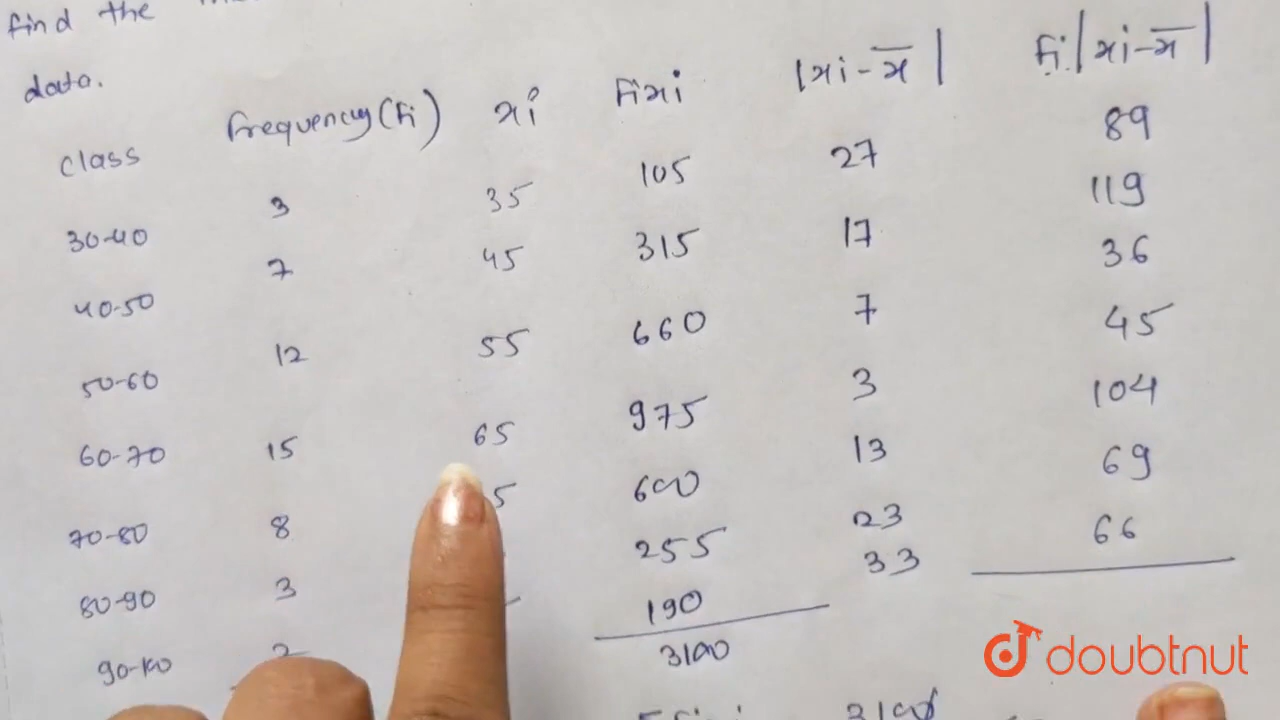 find the
data.
class frequency(fi) xi fixi |xi-x̅| fi|xi-x̅|
30-40 3 35 105 27 89
40-50 7 45 315 17 119
50-60 12 55 660 7 36
60-70 15 65 975 3 45
70-80 8 5 600 13 104
80-90 3 255 23 69
90-100 2 190 33 66
3100
3100
doubtnut